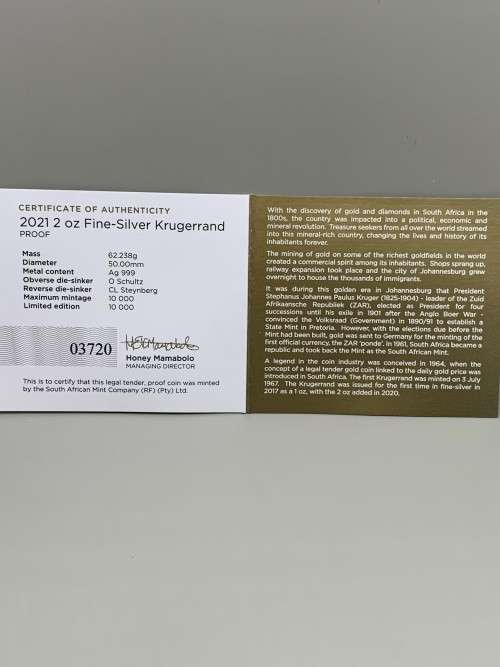 CERTIFICATE OF AUTHENTICITY
2021 2 oz Fine-Silver Krugerrand
PROOF
Mass 62.238g
Diameter 50.00mm
Metal content Ag 999
Obverse die-sinker O Schultz
Reverse die-sinker CL Steynberg
Maximum mintage 10 000
Limited edition 10 000
03720
Honey Mamabolo
MANAGING DIRECTOR
This is to certify that this legal tender, proof coin was minted
by the South African Mint Company (RF) (Pty) Ltd.
With the discovery of gold and diamonds in South Africa in the
1800s, the country was impacted into a political, economic and
mineral revolution. Treasure seekers from all over the world streamed
into this mineral-rich country, changing the lives and history of its
inhabitants forever.
The mining of gold on some of the richest goldfields in the world
created a commercial spirit among its inhabitants. Shops sprang up,
railway expansion took place and the city of Johannesburg grew
overnight to house the thousands of immigrants.
It was during this golden era in Johannesburg that President
Stephanus Johannes Paulus Kruger (1825-1904) - leader of the Zuid
Afrikaansche Republiek (ZAR), elected as President for four
successions until his exile in 1901 after the Anglo Boer War -
convinced the Volksraad (Government) in 1890/91 to establish a
State Mint in Pretoria. However, with the elections due before the
Mint had been built, gold was sent to Germany for the minting of the
first official currency, the ZAR 'ponde'. In 1961, South Africa became a
republic and took back the Mint as the South African Mint.
A legend in the coin industry was conceived in 1964, when the
concept of a legal tender gold coin linked to the daily gold price was
introduced in South Africa. The first Krugerrand was minted on 3 July
1967. The Krugerrand was issued for the first time in fine-silver in
2017 as a 1 oz, with the 2 oz added in 2020.